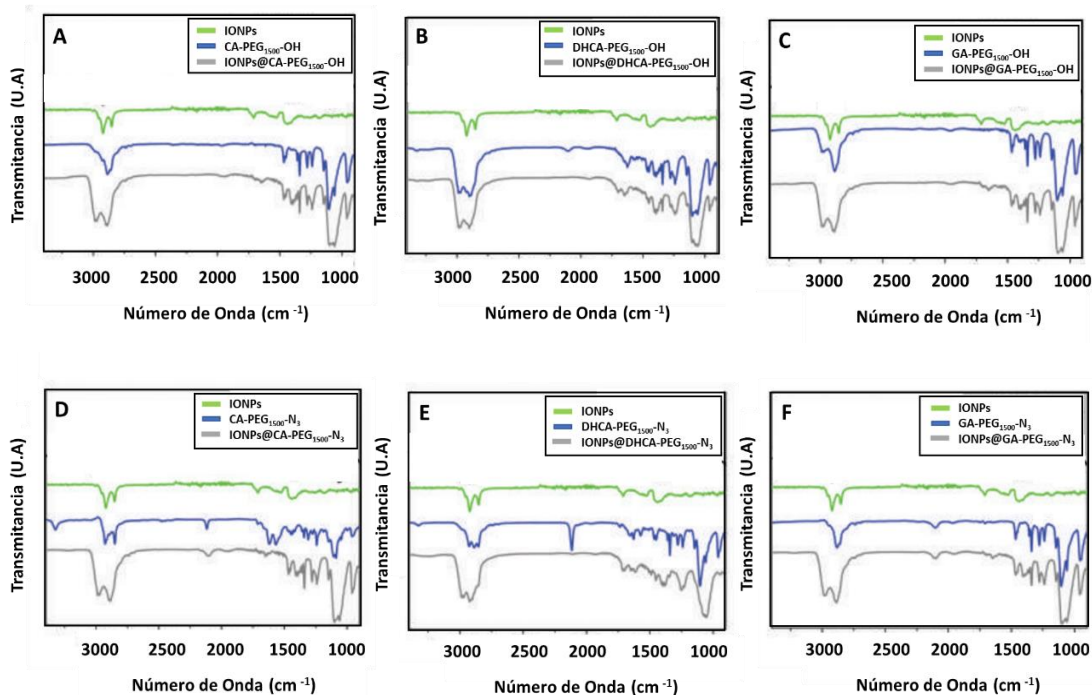 A
IONPs
CA-PEG1500-OH
IONPs@CA-PEG1500-OH
Transmitancia (U.A)
3000 2500 2000 1500 1000
Número de Onda (cm -1)
B
IONPs
DHCA-PEG1500-OH
IONPs@DHCA-PEG1500-OH
Transmitancia (U.A)
3000 2500 2000 1500 1000
Número de Onda (cm -1)
C
IONPs
GA-PEG1500-OH
IONPs@GA-PEG1500-OH
Transmitancia (U.A)
3000 2500 2000 1500 1000
Número de Onda (cm -1)
D
IONPs
CA-PEG1500-N3
IONPs@CA-PEG1500-N3
Transmitancia (U.A)
3000 2500 2000 1500 1000
Número de Onda (cm -1)
E
IONPs
DHCA-PEG1500-N3
IONPs@DHCA-PEG1500-N3
Transmitancia (U.A)
3000 2500 2000 1500 1000
Número de Onda (cm -1)
F
IONPs
GA-PEG1500-N3
IONPs@GA-PEG1500-N3
Transmitancia (U.A)
3000 2500 2000 1500 1000
Número de Onda (cm -1)